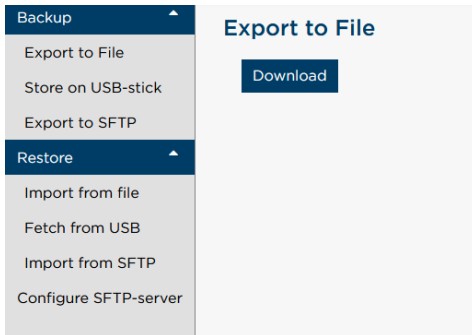 Backup
Export to File
Store on USB-stick
Export to SFTP
Restore
Import from file
Fetch from USB
Import from SFTP
Configure SFTP-server
Export to File
Download